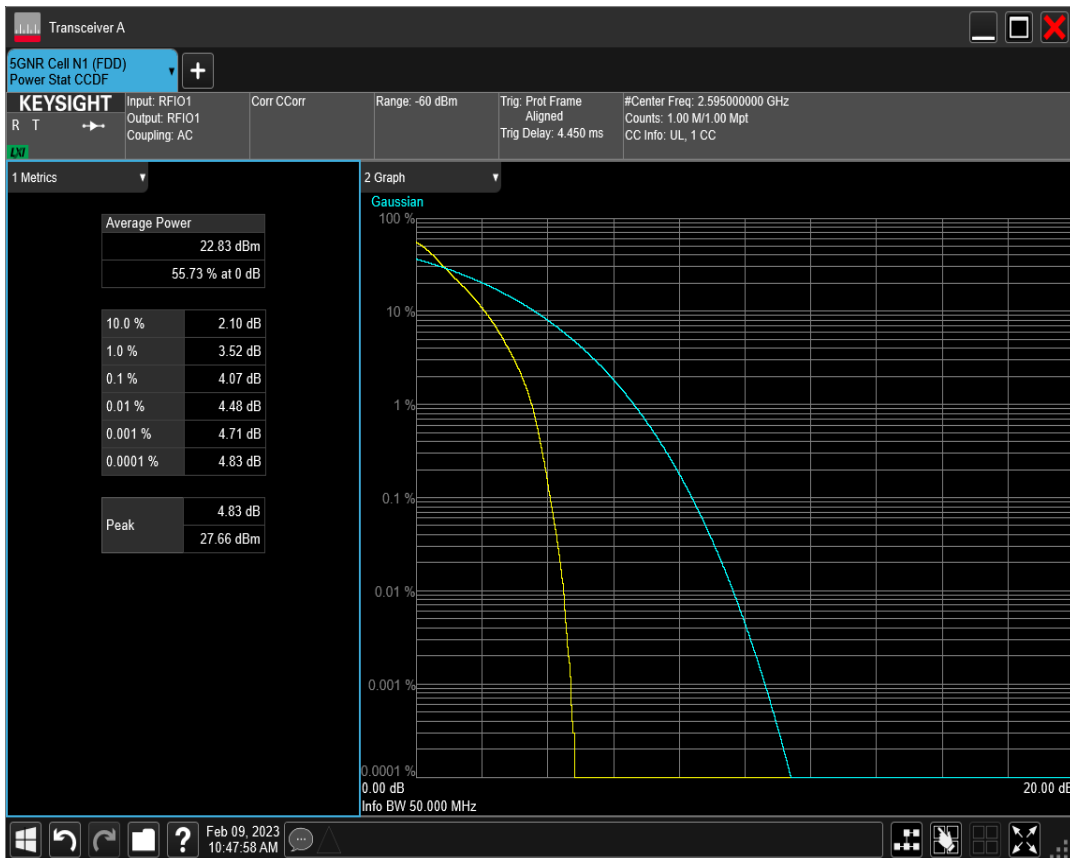 Transceiver A
5GNR Cell N1 (FDD)
Power Stat CCDF
KEYSIGHT
R T
LXI
Input: RFIO1
Output: RFIO1
Coupling: AC
Corr CCorr
Range: -60 dBm
Trig: Prot Frame
Aligned
Trig Delay: 4.450 ms
#Center Freq: 2.595000000 GHz
Counts: 1.00 M/1.00 Mpt
CC Info: UL, 1 CC
1 Metrics
Average Power
22.83 dBm
55.73 % at 0 dB
10.0 % 2.10 dB
1.0 % 3.52 dB
0.1 % 4.07 dB
0.01 % 4.48 dB
0.001 % 4.71 dB
0.0001 % 4.83 dB
Peak 4.83 dB
27.66 dBm
2 Graph
Gaussian
100 %
10 %
1 %
0.1 %
0.01 %
0.001 %
0.0001 %
0.00 dB 20.00 dB
Info BW 50.000 MHz
? Feb 09, 2023
10:47:58 AM